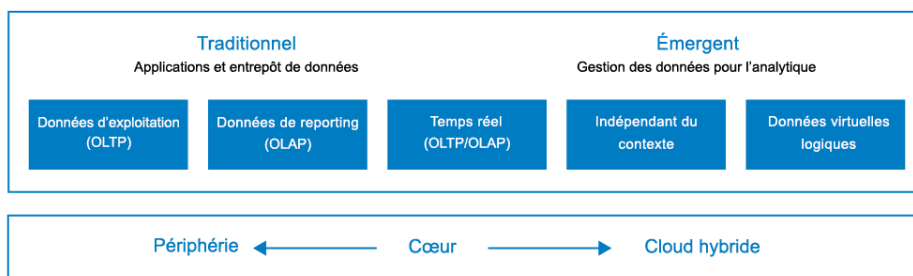 Traditionnel
Applications et entrepôt de données
Émergent
Gestion des données pour l'analytique
Données d'exploitation
(OLTP)
Données de reporting
(OLAP)
Temps réel
(OLTP/OLAP)
Indépendant du
contexte
Données virtuelles
logiques
Périphérie
Cœur
Cloud hybride